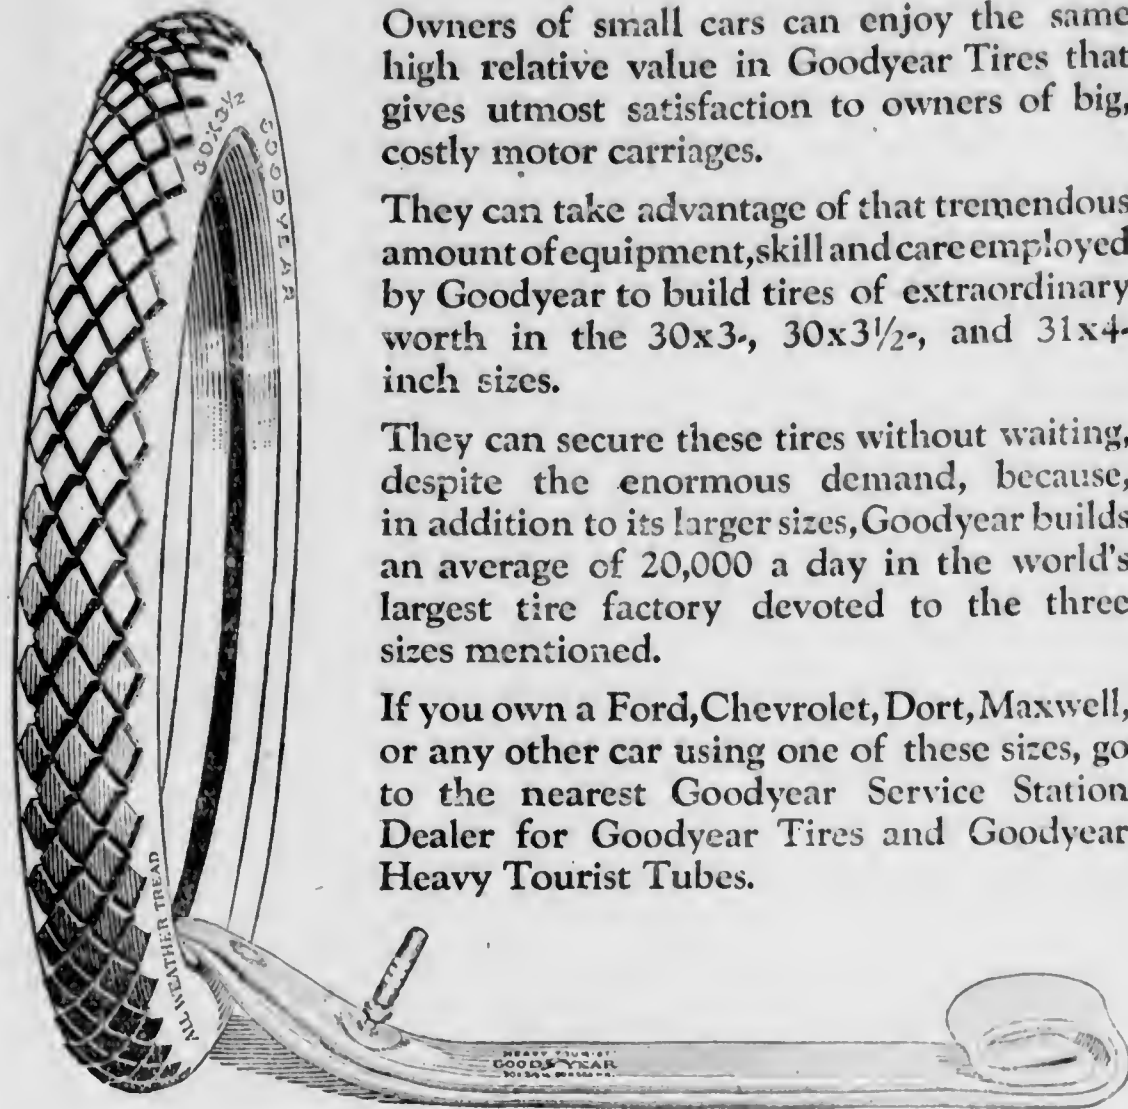 Owners of small cars can enjoy the same
high relative value in Goodyear Tires that
gives utmost satisfaction to owners of big,
costly motor carriages.
They can take advantage of that tremendous
amount of equipment, skill and care employed
by Goodyear to build tires of extraordinary
worth in the 30x3-, 30x3½-, and 31x4-
inch sizes.
They can secure these tires without waiting,
despite the enormous demand, because,
in addition to its larger sizes, Goodyear builds
an average of 20,000 a day in the world's
largest tire factory devoted to the three
sizes mentioned.
If you own a Ford, Chevrolet, Dort, Maxwell,
or any other car using one of these sizes, go
to the nearest Goodyear Service Station
Dealer for Goodyear Tires and Goodyear
Heavy Tourist Tubes.
30X3½ GOODYEAR
ALL WEATHER TREAD
HEAVY TOURIST
GOODYEAR